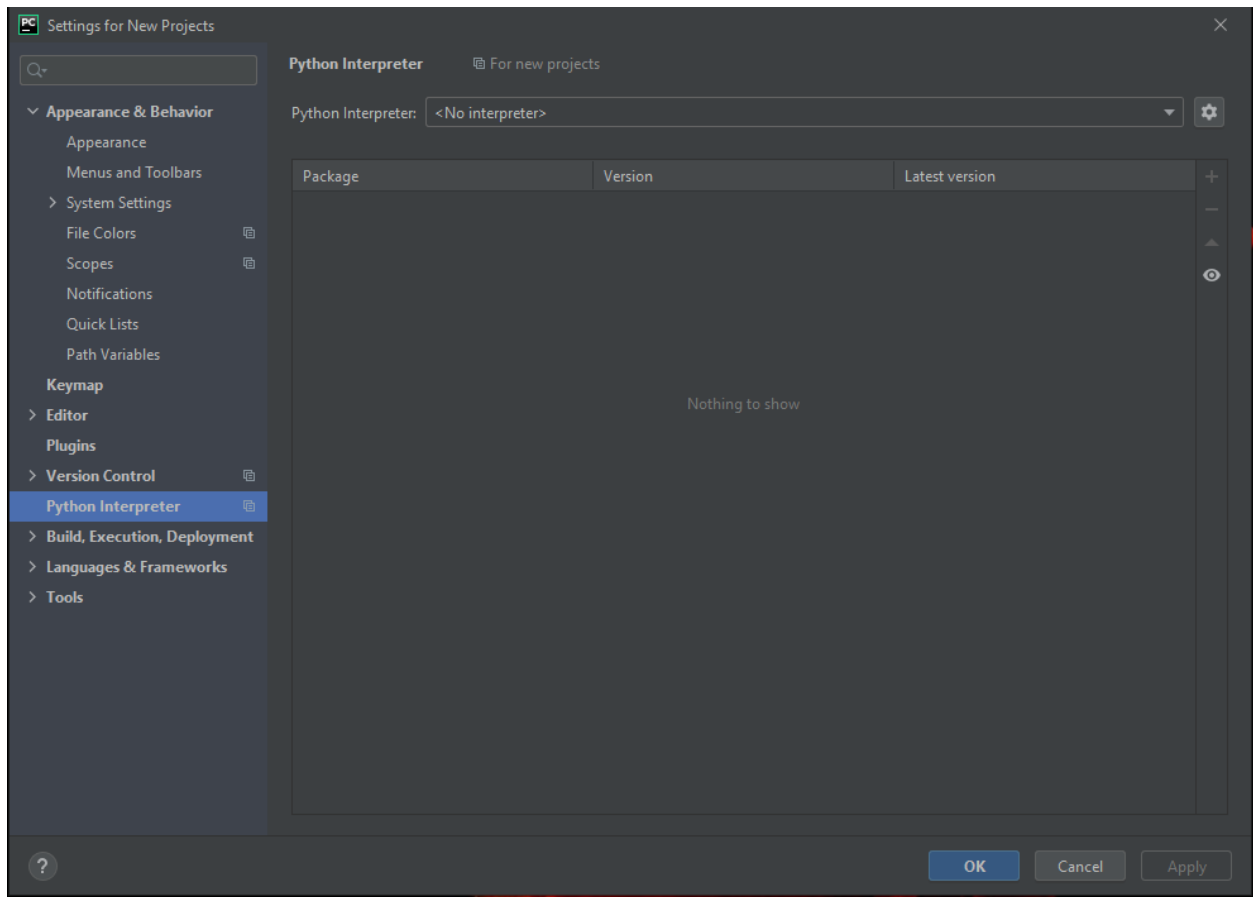 PC Settings for New Projects
Python Interpreter For new projects
Appearance & Behavior
Appearance
Menus and Toolbars
System Settings
File Colors
Scopes
Notifications
Quick Lists
Path Variables
Keymap
Editor
Plugins
Version Control
Python Interpreter
Build, Execution, Deployment
Languages & Frameworks
Tools
Python Interpreter: <No interpreter>
Package Version Latest version
Nothing to show
? OK Cancel Apply